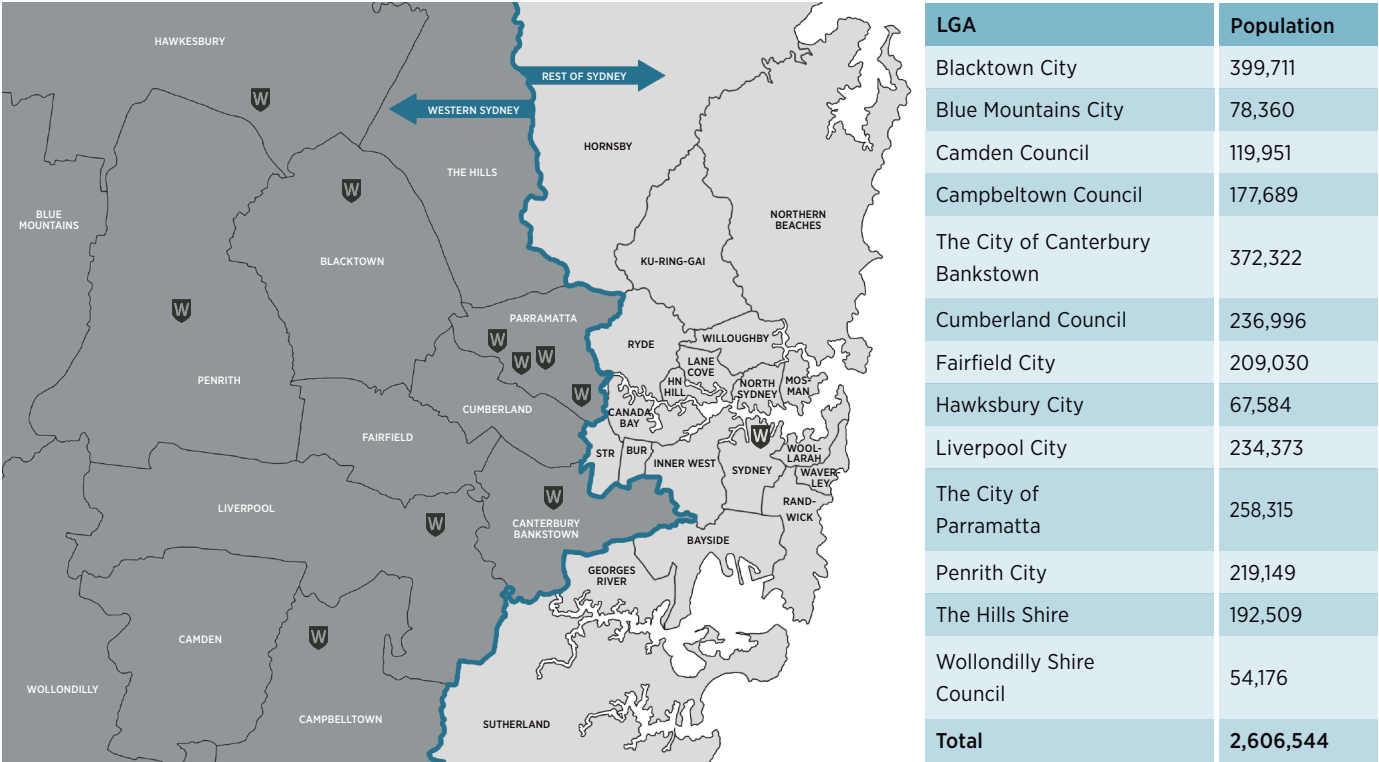 HAWKESBURY
W
REST OF SYDNEY
WESTERN SYDNEY
HORNSBY
THE HILLS
W
BLUE
MOUNTAINS
NORTHERN
BEACHES
BLACKTOWN
KU-RING-GAI
W
PARRAMATTA
W
W
W
RYDE
WILLOUGHBY
LANE
COVE
PENRITH
HN
HILL
NORTH
SYDNEY
MOS-
MAN
W
CUMBERLAND
CANADA
BAY
FAIRFIELD
W
STR
BUR
INNER WEST
SYDNEY
WOOL-
LARAH
WAVER-
LEY
RAND-
WICK
W
LIVERPOOL
W
CANTERBURY
BANKSTOWN
BAYSIDE
GEORGES
RIVER
CAMDEN
W
WOLLONDILLY
CAMPBELLTOWN
SUTHERLAND
LGA Population
Blacktown City 399,711
Blue Mountains City 78,360
Camden Council 119,951
Campbeltown Council 177,689
The City of Canterbury
Bankstown 372,322
Cumberland Council 236,996
Fairfield City 209,030
Hawksbury City 67,584
Liverpool City 234,373
The City of
Parramatta 258,315
Penrith City 219,149
The Hills Shire 192,509
Wollondilly Shire
Council 54,176
Total 2,606,544